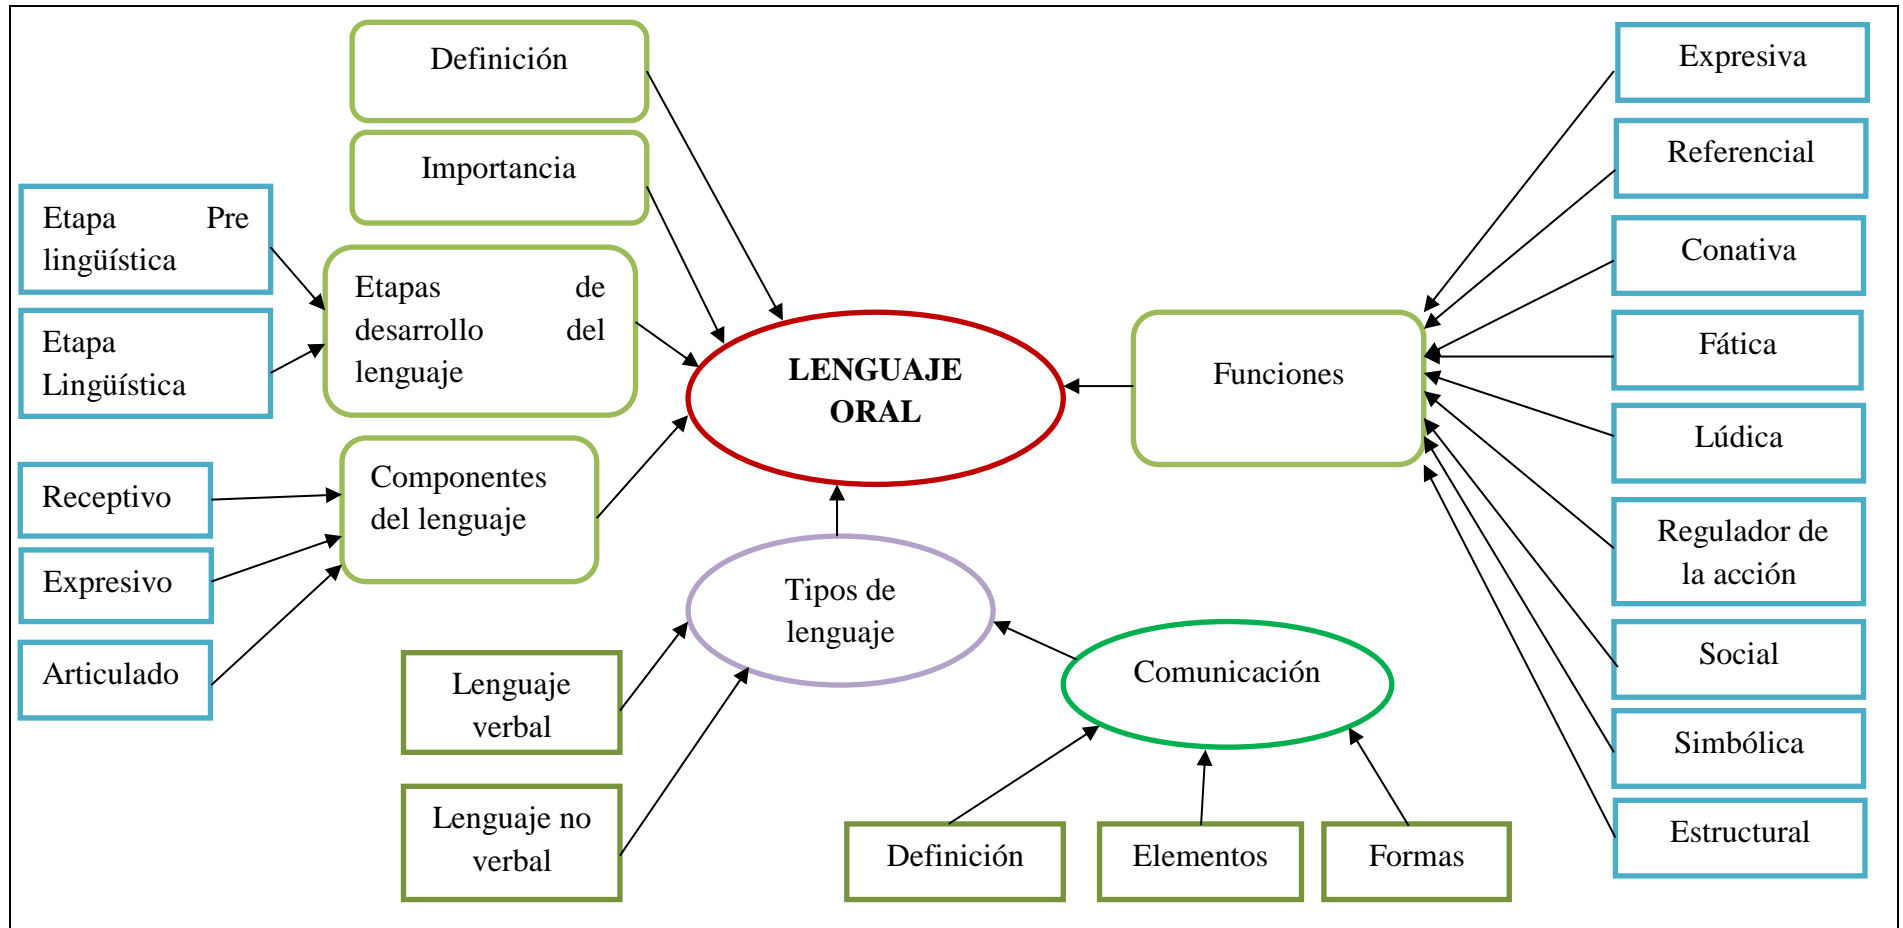 Definición
Importancia
Etapa Pre
lingüística
Etapa
Lingüística
Etapas de
desarrollo del
lenguaje
Receptivo
Expresivo
Articulado
Componentes
del lenguaje
LENGUAJE
ORAL
Tipos de
lenguaje
Lenguaje
verbal
Lenguaje no
verbal
Comunicación
Definición
Elementos
Formas
Funciones
Expresiva
Referencial
Conativa
Fática
Lúdica
Regulador de
la acción
Social
Simbólica
Estructural